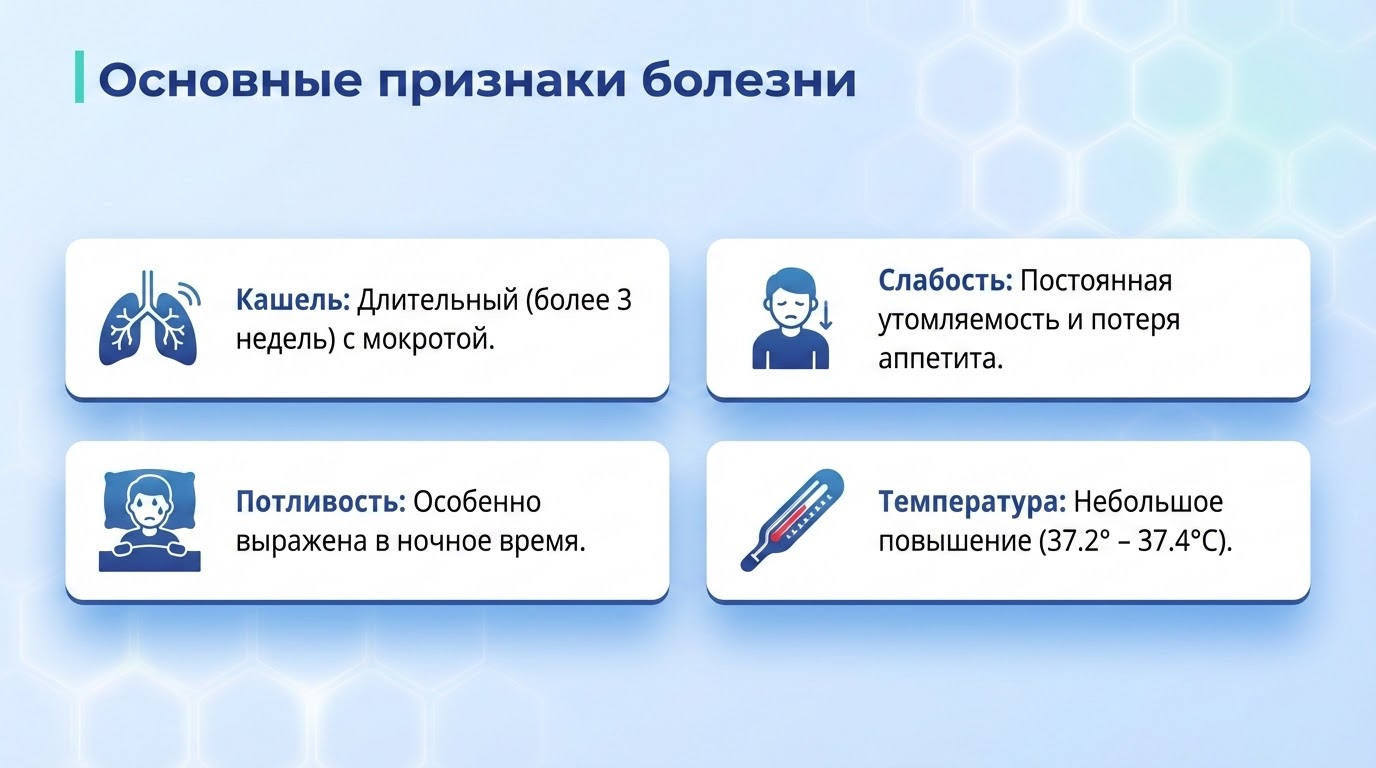 Основные признаки болезни
Кашель: Длительный (более 3
недель) с мокротой.
Слабость: Постоянная
утомляемость и потеря
аппетита.
Потливость: Особенно
выражена в ночное время.
Температура: Небольшое
повышение (37.2° – 37.4°C).